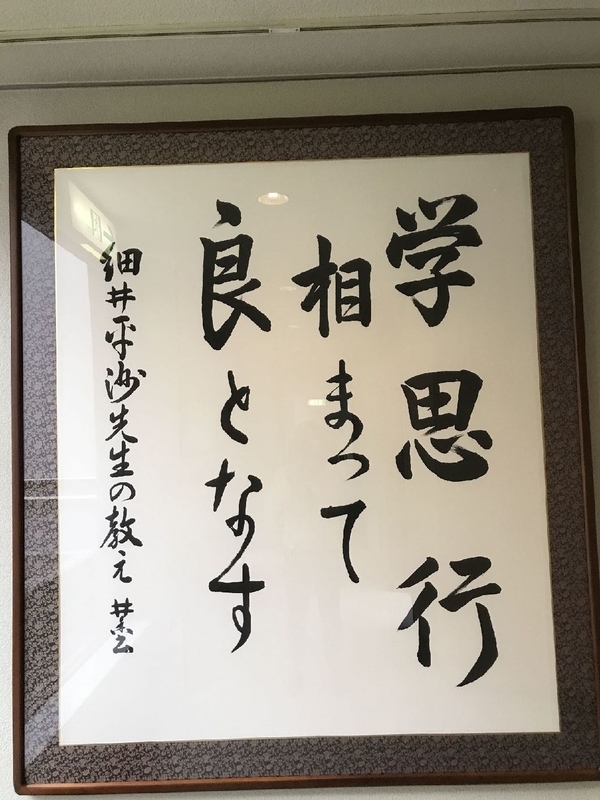 学思行
相まって
良となす
細井平洲先生の教え